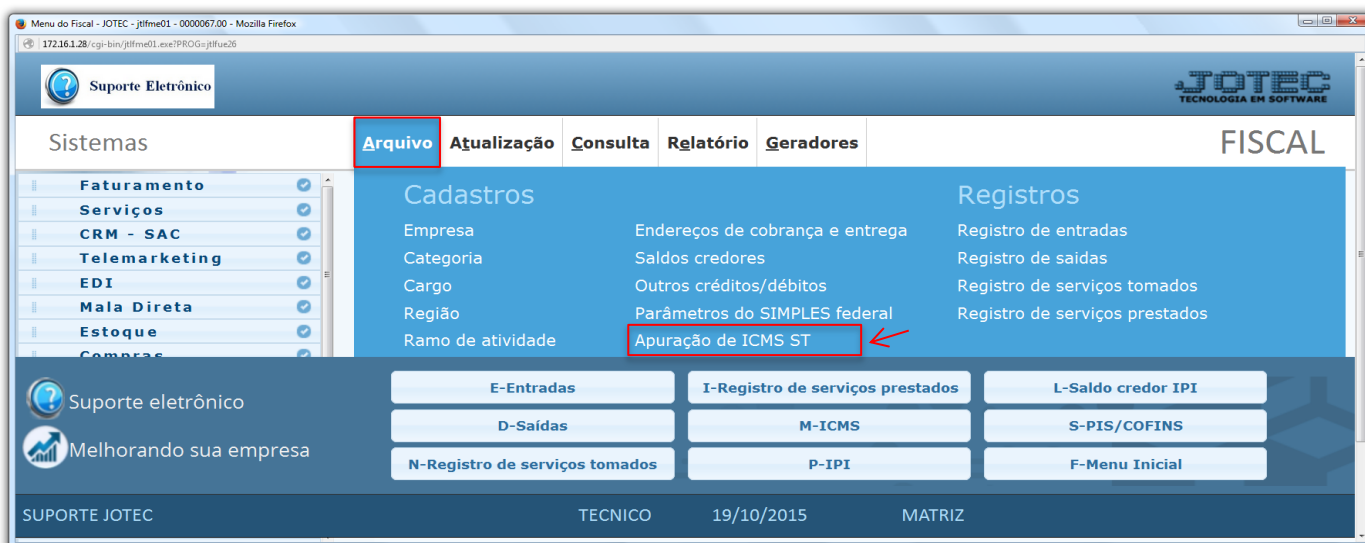 Menu do Fiscal - JOTEC - jtlfme01 - 0000067.00 - Mozilla Firefox
172.16.1.28/cgi-bin/jtlfme01.exe?PROG=jtlfue26
Suporte Eletrônico
JOTEC
TECNOLOGIA EM SOFTWARE
Sistemas
Arquivo Atualização Consulta Relatório Geradores
FISCAL
Faturamento
Serviços
CRM - SAC
Telemarketing
EDI
Mala Direta
Estoque
Compras
Cadastros
Empresa
Categoria
Cargo
Região
Ramo de atividade
Endereços de cobrança e entrega
Saldos credores
Outros créditos/débitos
Parâmetros do SIMPLES federal
Apuração de ICMS ST
Registros
Registro de entradas
Registro de saidas
Registro de serviços tomados
Registro de serviços prestados
Suporte eletrônico
Melhorando sua empresa
E-Entradas
I-Registro de serviços prestados
L-Saldo credor IPI
D-Saídas
M-ICMS
S-PIS/COFINS
N-Registro de serviços tomados
P-IPI
F-Menu Inicial
SUPORTE JOTEC TECNICO 19/10/2015 MATRIZ